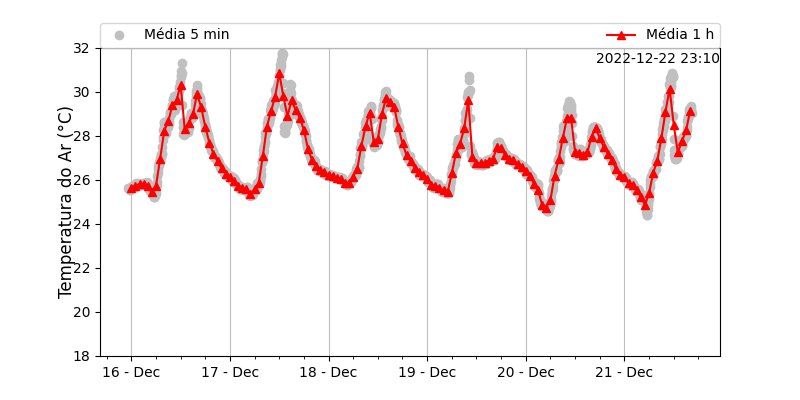 Média 5 min
Média 1 h
2022-12-22 23:10
Temperatura do Ar (°C)
32
30
28
26
24
22
20
18
16 - Dec
17 - Dec
18 - Dec
19 - Dec
20 - Dec
21 - Dec